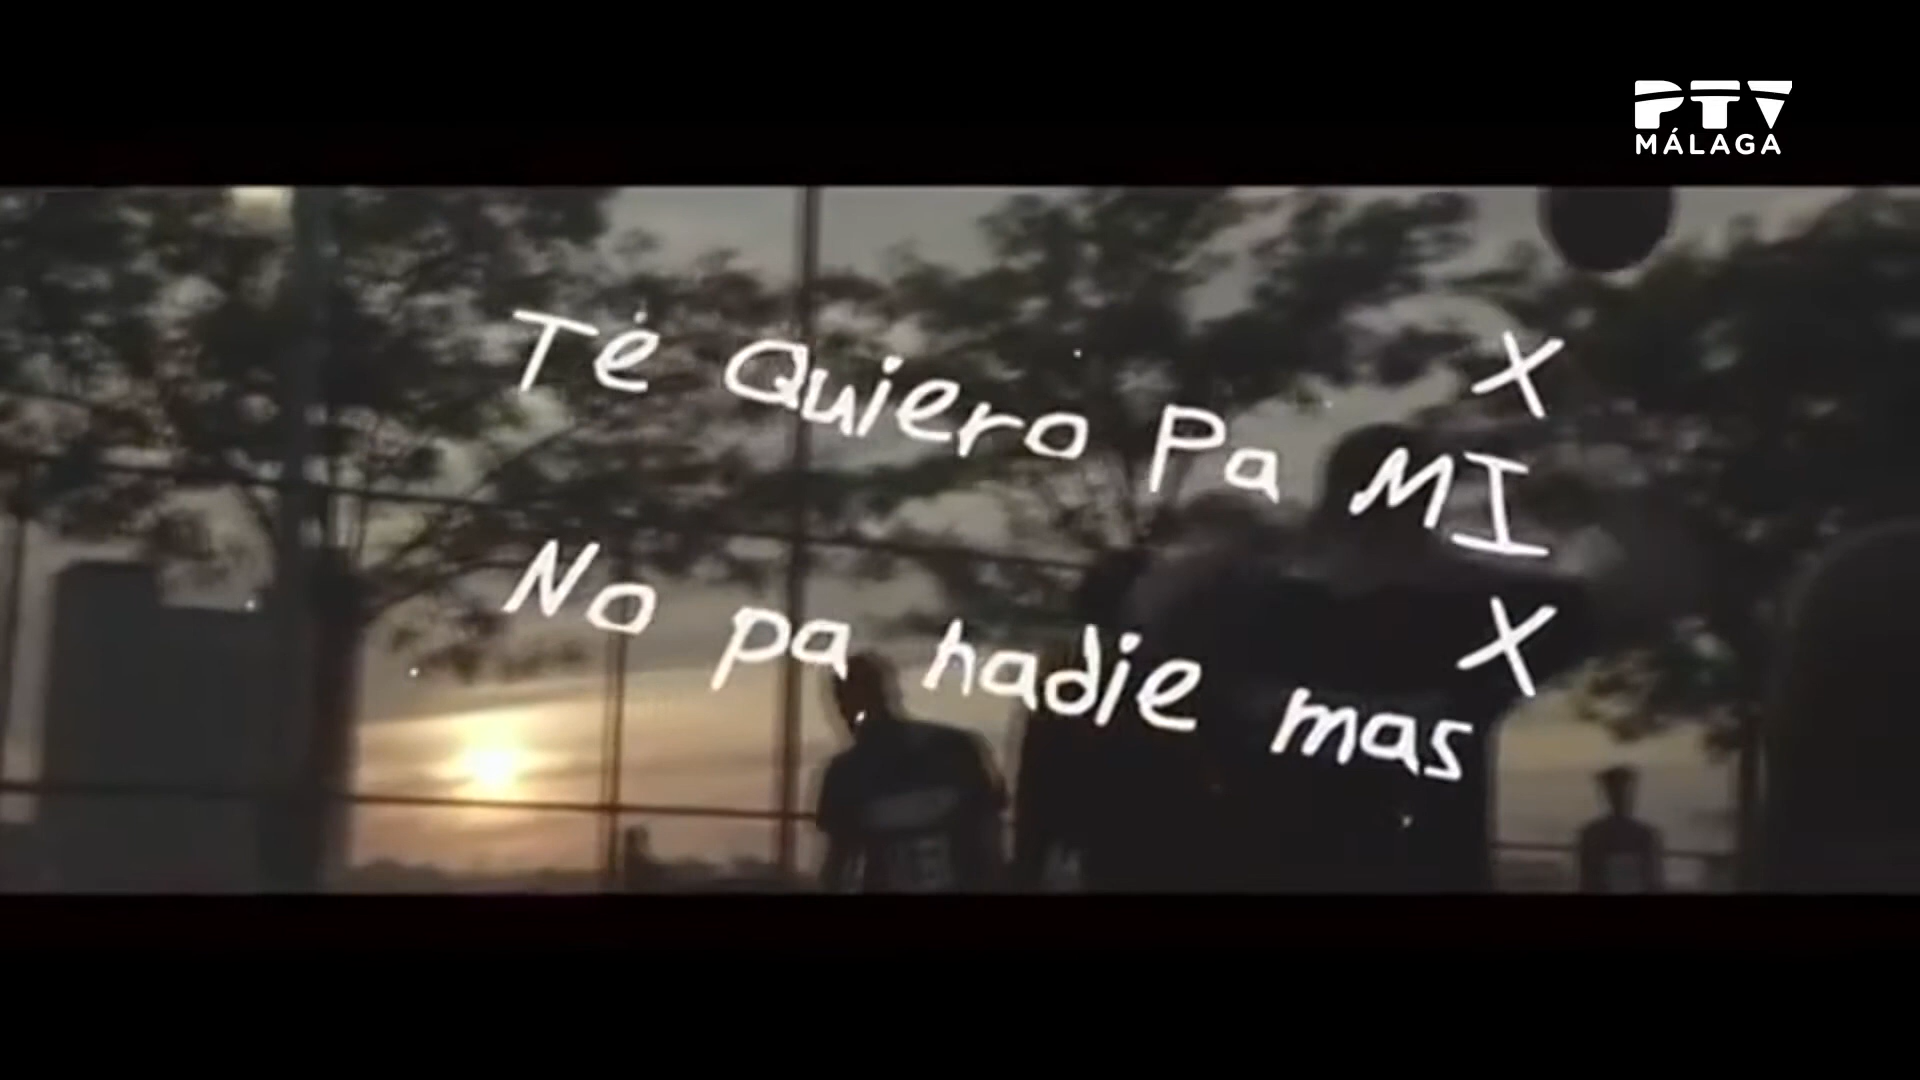 PTV
MÁLAGA
X
Té Quiero Pa MI
No pa nadie mas
X